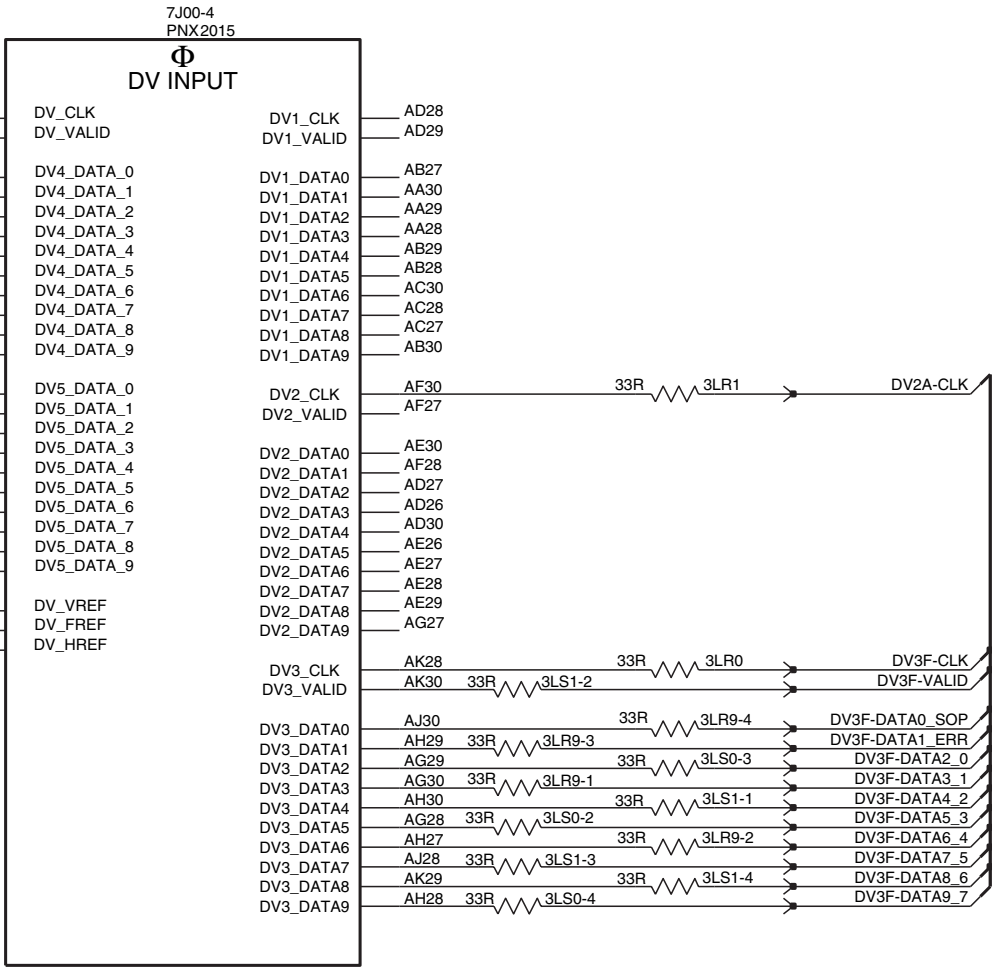 7J00-4
PNX2015
Φ
DV INPUT
DV_CLK
DV_VALID
DV4_DATA_0
DV4_DATA_1
DV4_DATA_2
DV4_DATA_3
DV4_DATA_4
DV4_DATA_5
DV4_DATA_6
DV4_DATA_7
DV4_DATA_8
DV4_DATA_9
DV5_DATA_0
DV5_DATA_1
DV5_DATA_2
DV5_DATA_3
DV5_DATA_4
DV5_DATA_5
DV5_DATA_6
DV5_DATA_7
DV5_DATA_8
DV5_DATA_9
DV_VREF
DV_FREF
DV_HREF
DV1_CLK AD28
DV1_VALID AD29
DV1_DATA0 AB27
DV1_DATA1 AA30
DV1_DATA2 AA29
DV1_DATA3 AA28
DV1_DATA4 AB29
DV1_DATA5 AB28
DV1_DATA6 AC30
DV1_DATA7 AC28
DV1_DATA8 AC27
DV1_DATA9 AB30
DV2_CLK AF30 33R 3LR1 DV2A-CLK
DV2_VALID AF27
DV2_DATA0 AE30
DV2_DATA1 AF28
DV2_DATA2 AD27
DV2_DATA3 AD26
DV2_DATA4 AD30
DV2_DATA5 AE26
DV2_DATA6 AE27
DV2_DATA7 AE28
DV2_DATA8 AE29
DV2_DATA9 AG27
DV3_CLK AK28 33R 3LR0 DV3F-CLK
DV3_VALID AK30 33R 3LS1-2 DV3F-VALID
DV3_DATA0 AJ30 33R 3LR9-4 DV3F-DATA0_SOP
DV3_DATA1 AH29 33R 3LR9-3 DV3F-DATA1_ERR
DV3_DATA2 AG29 33R 3LS0-3 DV3F-DATA2_0
DV3_DATA3 AG30 33R 3LR9-1 DV3F-DATA3_1
DV3_DATA4 AH30 33R 3LS1-1 DV3F-DATA4_2
DV3_DATA5 AG28 33R 3LS0-2 DV3F-DATA5_3
DV3_DATA6 AH27 33R 3LR9-2 DV3F-DATA6_4
DV3_DATA7 AJ28 33R 3LS1-3 DV3F-DATA7_5
DV3_DATA8 AK29 33R 3LS1-4 DV3F-DATA8_6
DV3_DATA9 AH28 33R 3LS0-4 DV3F-DATA9_7